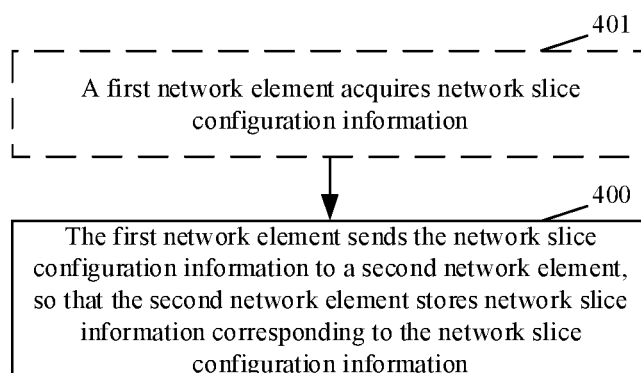 401
A first network element acquires network slice
configuration information
400
The first network element sends the network slice
configuration information to a second network element,
so that the second network element stores network slice
information corresponding to the network slice
configuration information